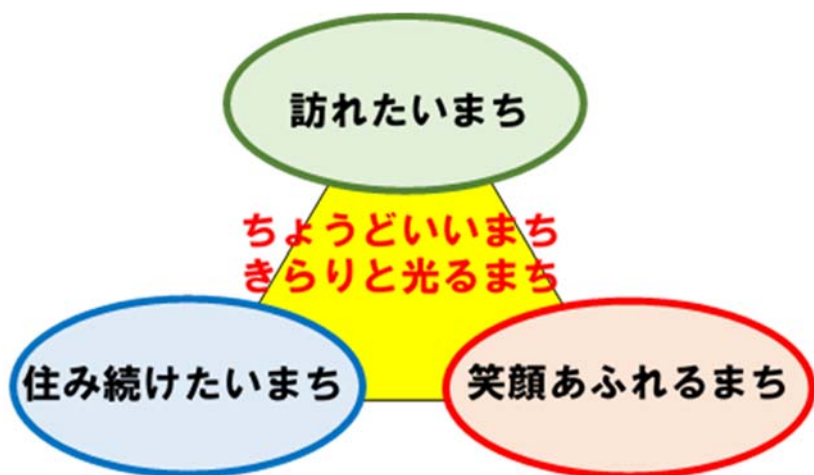 訪れたいまち
ちょうどいいまち
きらりと光るまち
住み続けたいまち
笑顔あふれるまち